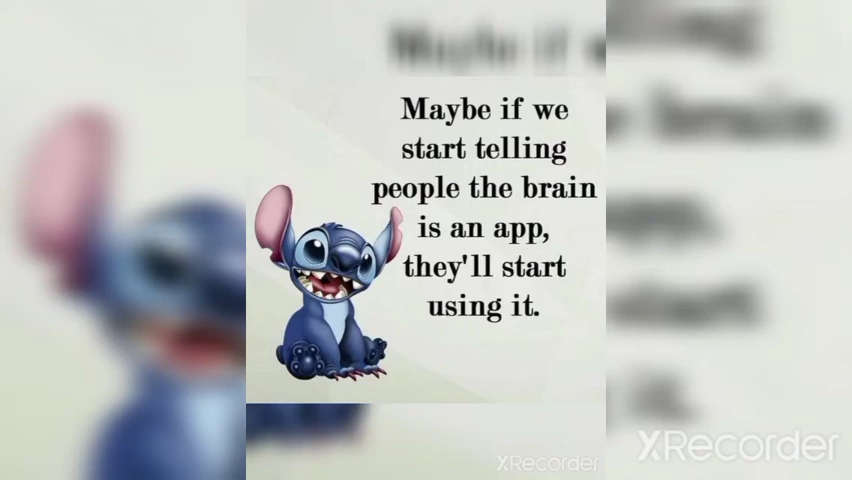 Maybe if we
start telling
people the brain
is an app,
they'll start
using it.
XRecorder
XRecorder